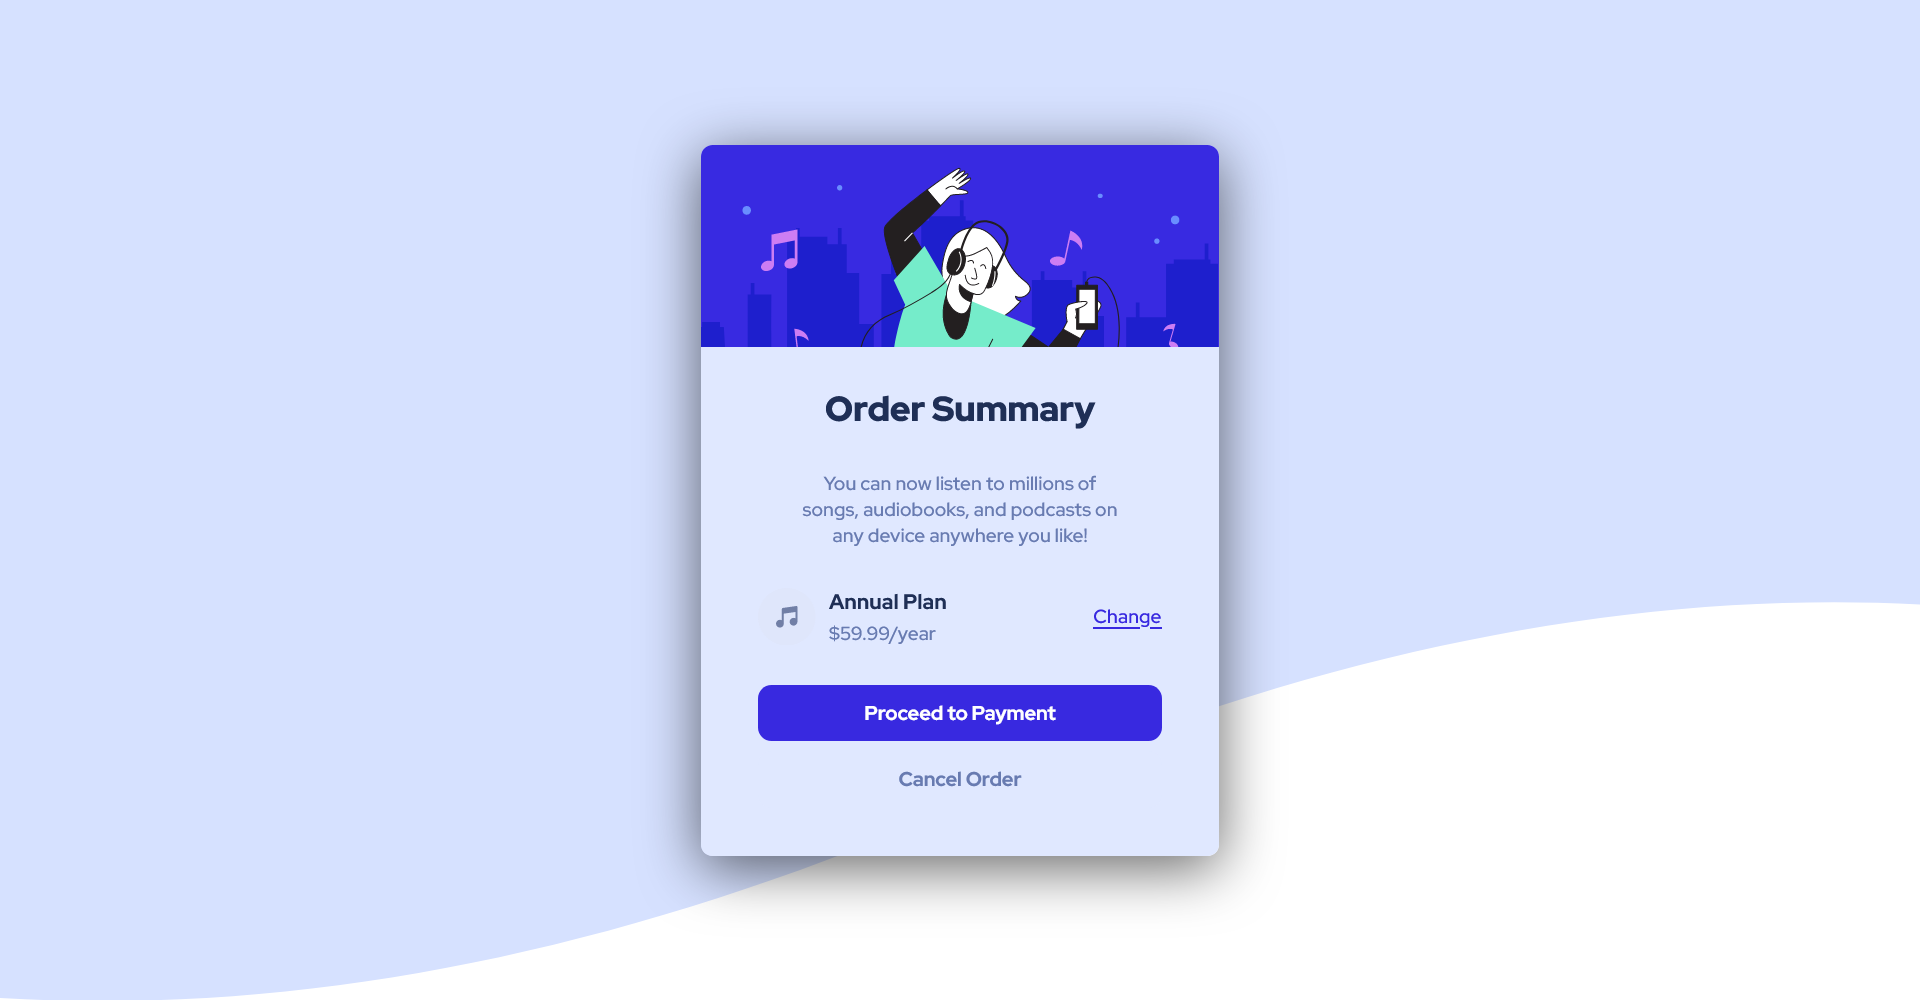 Order Summary
You can now listen to millions of
songs, audiobooks, and podcasts on
any device anywhere you like!
Annual Plan
$59.99/year
Change
Proceed to Payment
Cancel Order